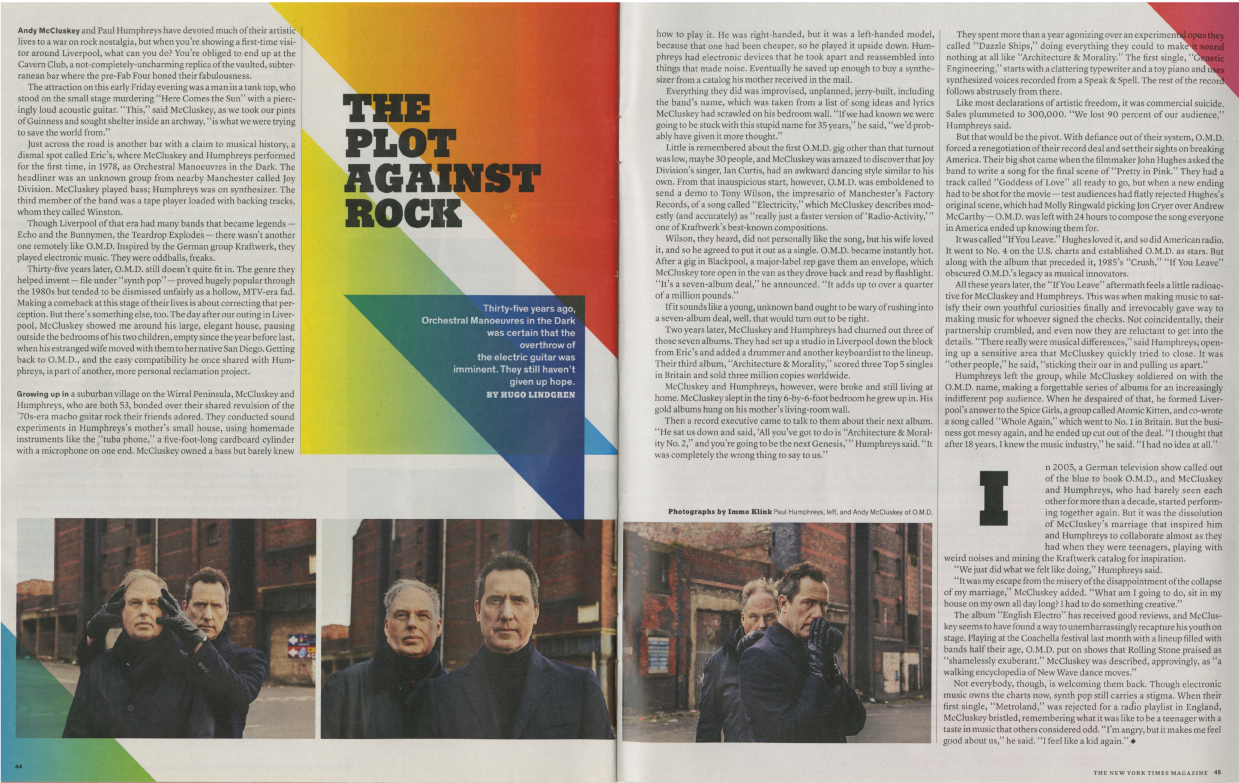 Andy McCluskey and Paul Humphreys have devoted much of their artistic
lives to a war on rock nostalgia, but when you're showing a first-time visi-
tor around Liverpool, what can you do? You're obliged to end up at the
Cavern Club, a not-completely-uncharming replica of the vaulted, subter-
ranean bar where the pre-Fab Four honed their fabulousness.
The attraction on this early Friday evening was a man in a tank top, who
stood on the small stage murdering "Here Comes the Sun" with a pierc-
ingly loud acoustic guitar. "This," said McCluskey, as we took our pints
of Guinness and sought shelter inside an archway, "is what we were trying
to save the world from."
Just across the road is another bar with a claim to musical history, a
dismal spot called Eric's, where McCluskey and Humphreys performed
for the first time, in 1978, as Orchestral Manoeuvres in the Dark. The
headliner was an unknown group from nearby Manchester called Joy
Division. McCluskey played bass; Humphreys was on synthesizer. The
third member of the band was a tape player loaded with backing tracks,
whom they called Winston.
Though Liverpool of that era had many bands that became legends —
Echo and the Bunnymen, the Teardrop Explodes — there wasn't another
one remotely like O.M.D. Inspired by the German group Kraftwerk, they
played electronic music. They were oddballs, freaks.
Thirty-five years later, O.M.D. still doesn't quite fit in. The genre they
helped invent — file under "synth pop" — proved hugely popular through
the 1980s but tended to be dismissed unfairly as a hollow, MTV-era fad.
Making a comeback at this stage of their lives is about correcting that per-
ception. But there's something else, too. The day after our outing in Liver-
pool, McCluskey showed me around his large, elegant house, pausing
outside the bedrooms of his two children, empty since the year before last,
when his estranged wife moved with them to her native San Diego. Getting
back to O.M.D., and the easy compatibility he once shared with Hum-
phreys, is part of another, more personal reclamation project.
Growing up in a suburban village on the Wirral Peninsula, McCluskey and
Humphreys, who are both 53, bonded over their shared revulsion of the
'70s-era macho guitar rock their friends adored. They conducted sound
experiments in Humphreys's mother's small house, using homemade
instruments like the "tuba phone," a five-foot-long cardboard cylinder
with a microphone on one end. McCluskey owned a bass but barely knew
THE
PLOT
AGAINST
ROCK
Thirty-five years ago,
Orchestral Manoeuvres in the Dark
was certain that the
overthrow of
the electric guitar was
imminent. They still haven't
given up hope.
BY HUGO LINDGREN
how to play it. He was right-handed, but it was a left-handed model,
because that one had been cheaper, so he played it upside down. Hum-
phreys had electronic devices that he took apart and reassembled into
things that made noise. Eventually he saved up enough to buy a synthe-
sizer from a catalog his mother received in the mail.
Everything they did was improvised, unplanned, jerry-built, including
the band's name, which was taken from a list of song ideas and lyrics
McCluskey had scrawled on his bedroom wall. "If we had known we were
going to be stuck with this stupid name for 35 years," he said, "we'd prob-
ably have given it more thought."
Little is remembered about the first O.M.D. gig other than that turnout
was low, maybe 30 people, and McCluskey was amazed to discover that Joy
Division's singer, Ian Curtis, had an awkward dancing style similar to his
own. From that inauspicious start, however, O.M.D. was emboldened to
send a demo to Tony Wilson, the impresario of Manchester's Factory
Records, of a song called "Electricity," which McCluskey describes mod-
estly (and accurately) as "really just a faster version of 'Radio-Activity,'"
one of Kraftwerk's best-known compositions.
Wilson, they heard, did not personally like the song, but his wife loved
it, and so he agreed to put it out as a single. O.M.D. became instantly hot.
After a gig in Blackpool, a major-label rep gave them an envelope, which
McCluskey tore open in the van as they drove back and read by flashlight.
"It's a seven-album deal," he announced. "It adds up to over a quarter
of a million pounds."
If it sounds like a young, unknown band ought to be wary of rushing into
a seven-album deal, well, that would turn out to be right.
Two years later, McCluskey and Humphreys had churned out three of
those seven albums. They had set up a studio in Liverpool down the block
from Eric's and added a drummer and another keyboardist to the lineup.
Their third album, "Architecture & Morality," scored three Top 5 singles
in Britain and sold three million copies worldwide.
McCluskey and Humphreys, however, were broke and still living at
home. McCluskey slept in the tiny 6-by-6-foot bedroom he grew up in. His
gold albums hung on his mother's living-room wall.
Then a record executive came to talk to them about their next album.
"He sat us down and said, 'All you've got to do is "Architecture & Moral-
ity No. 2," and you're going to be the next Genesis,'" Humphreys said. "It
was completely the wrong thing to say to us."
Photographs by Immo Klink Paul Humphreys, left, and Andy McCluskey of O.M.D.
They spent more than a year agonizing over an experimental opus they
called "Dazzle Ships," doing everything they could to make it sound
nothing at all like "Architecture & Morality." The first single, "Genetic
Engineering," starts with a clattering typewriter and a toy piano and uses
synthesized voices recorded from a Speak & Spell. The rest of the record
follows abstrusely from there.
Like most declarations of artistic freedom, it was commercial suicide.
Sales plummeted to 300,000. "We lost 90 percent of our audience,"
Humphreys said.
But that would be the pivot. With defiance out of their system, O.M.D.
forced a renegotiation of their record deal and set their sights on breaking
America. Their big shot came when the filmmaker John Hughes asked the
band to write a song for the final scene of "Pretty in Pink." They had a
track called "Goddess of Love" all ready to go, but when a new ending
had to be shot for the movie — test audiences had flatly rejected Hughes's
original scene, which had Molly Ringwald picking Jon Cryer over Andrew
McCarthy — O.M.D. was left with 24 hours to compose the song everyone
in America ended up knowing them for.
It was called "If You Leave." Hughes loved it, and so did American radio.
It went to No. 4 on the U.S. charts and established O.M.D. as stars. But
along with the album that preceded it, 1985's "Crush," "If You Leave"
obscured O.M.D.'s legacy as musical innovators.
All these years later, the "If You Leave" aftermath feels a little radioac-
tive for McCluskey and Humphreys. This was when making music to sat-
isfy their own youthful curiosities finally and irrevocably gave way to
making music for whoever signed the checks. Not coincidentally, their
partnership crumbled, and even now they are reluctant to get into the
details. "There really were musical differences," said Humphreys, open-
ing up a sensitive area that McCluskey quickly tried to close. It was
"other people," he said, "sticking their oar in and pulling us apart."
Humphreys left the group, while McCluskey soldiered on with the
O.M.D. name, making a forgettable series of albums for an increasingly
indifferent pop audience. When he despaired of that, he formed Liver-
pool's answer to the Spice Girls, a group called Atomic Kitten, and co-wrote
a song called "Whole Again," which went to No. 1 in Britain. But the busi-
ness got messy again, and he ended up cut out of the deal. "I thought that
after 18 years, I knew the music industry," he said. "I had no idea at all."
In 2005, a German television show called out
of the blue to book O.M.D., and McCluskey
and Humphreys, who had barely seen each
other for more than a decade, started perform-
ing together again. But it was the dissolution
of McCluskey's marriage that inspired him
and Humphreys to collaborate almost as they
had when they were teenagers, playing with
weird noises and mining the Kraftwerk catalog for inspiration.
"We just did what we felt like doing," Humphreys said.
"It was my escape from the misery of the disappointment of the collapse
of my marriage," McCluskey added. "What am I going to do, sit in my
house on my own all day long? I had to do something creative."
The album "English Electro" has received good reviews, and McClus-
key seems to have found a way to unembarrassingly recapture his youth on
stage. Playing at the Coachella festival last month with a lineup filled with
bands half their age, O.M.D. put on shows that Rolling Stone praised as
"shamelessly exuberant." McCluskey was described, approvingly, as "a
walking encyclopedia of New Wave dance moves."
Not everybody, though, is welcoming them back. Though electronic
music owns the charts now, synth pop still carries a stigma. When their
first single, "Metroland," was rejected for a radio playlist in England,
McCluskey bristled, remembering what it was like to be a teenager with a
taste in music that others considered odd. "I'm angry, but it makes me feel
good about us," he said. "I feel like a kid again." ◆
44
THE NEW YORK TIMES MAGAZINE 45